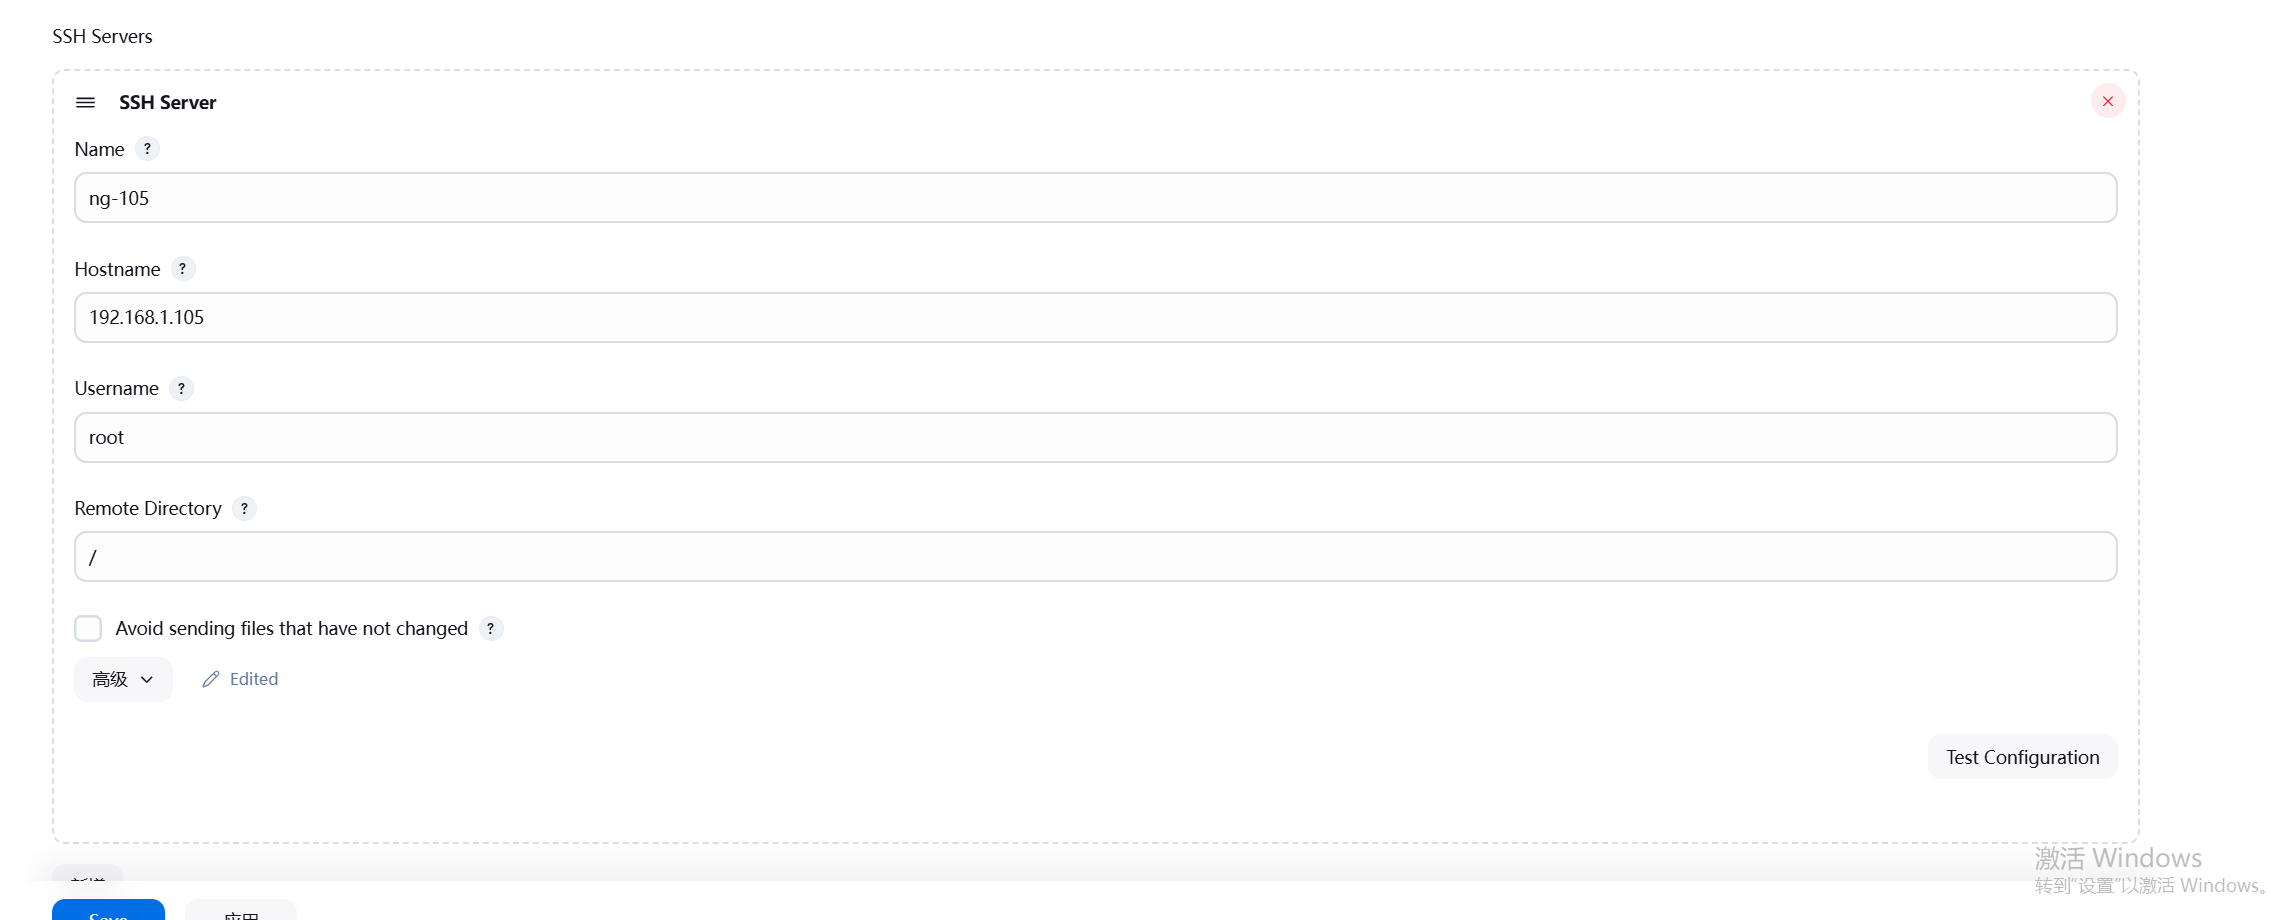 SSH Servers
SSH Server
Name ?
ng-105
Hostname ?
192.168.1.105
Username ?
root
Remote Directory ?
/
Avoid sending files that have not changed ?
高级 Edited
Test Configuration
激活 Windows
转到"设置"以激活 Windows。
新增
Save 应用